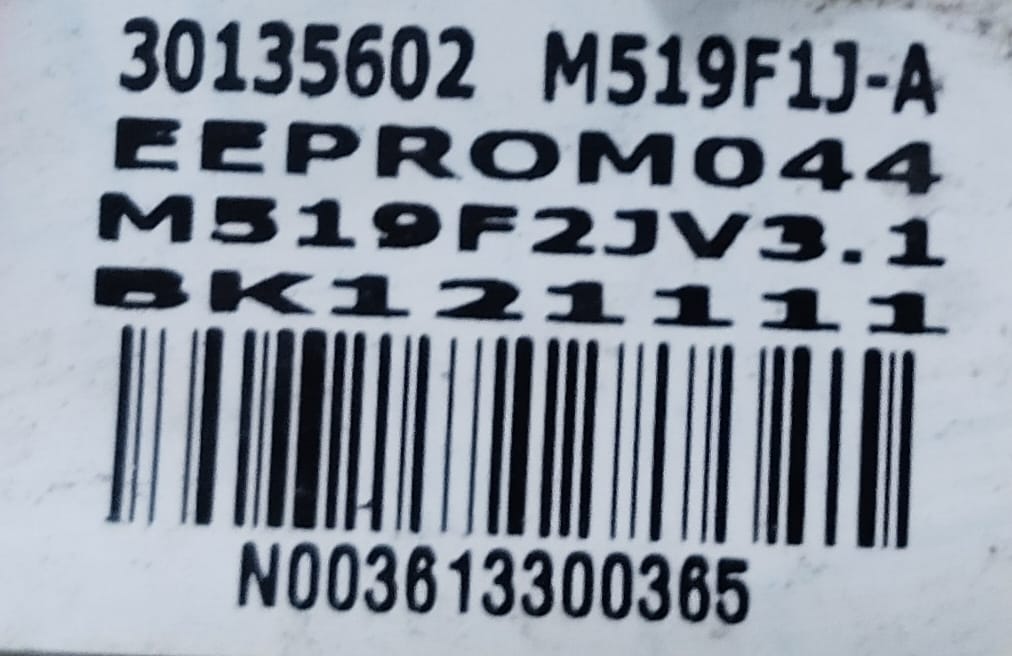 30135602 M519F1J-A
EEPROM044
M519F2JV3.1
BK121111
N003613300365